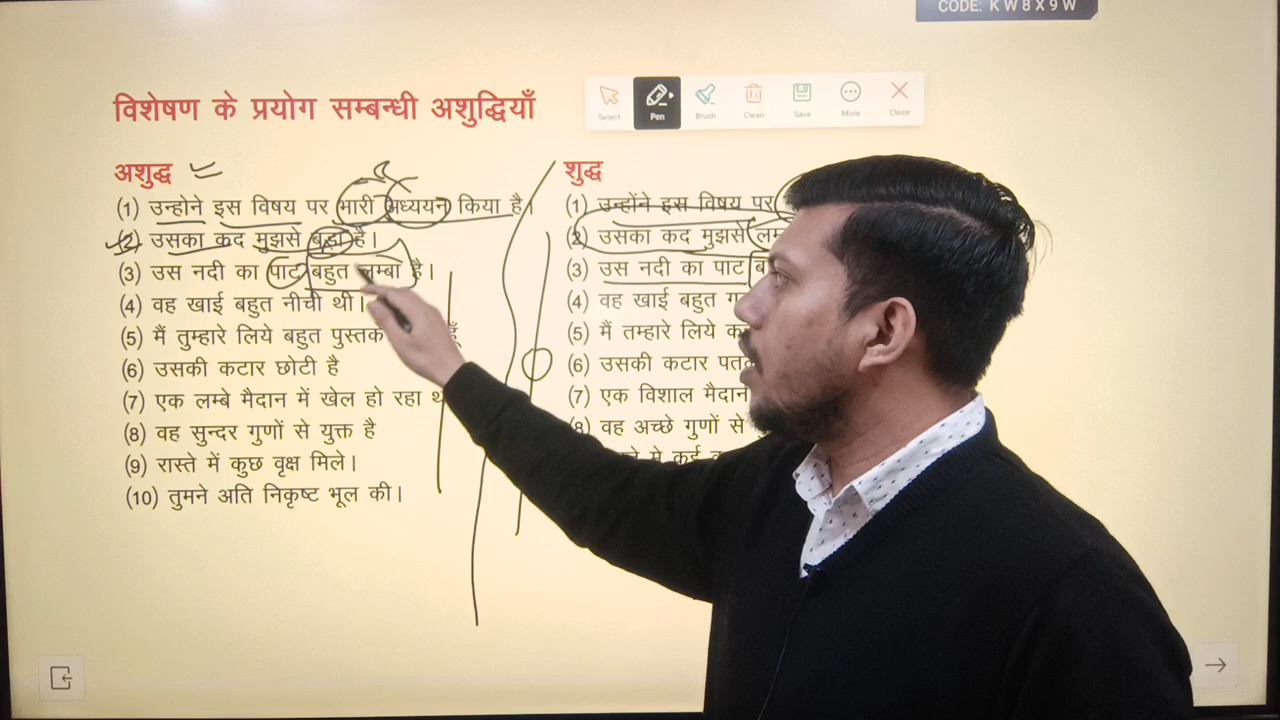 CODE: K W 8 X 9 W
विशेषण के प्रयोग सम्बन्धी अशुद्धियाँ
Select Pen Brush Clean Save More Close
अशुद्ध
(1) उन्होने इस विषय पर भारी अध्ययन किया है।
(2) उसका कद मुझसे बड़ा है।
(3) उस नदी का पाट बहुत लम्बा है।
(4) वह खाई बहुत नीची थी।
(5) मैं तुम्हारे लिये बहुत पुस्तक हूँ
(6) उसकी कटार छोटी है
(7) एक लम्बे मैदान में खेल हो रहा
(8) वह सुन्दर गुणों से युक्त है
(9) रास्ते में कुछ वृक्ष मिले।
(10) तुमने अति निकृष्ट भूल की।
शुद्ध
(1) उन्होंने इस विषय पर
(2) उसका कद मुझसे
(3) उस नदी का पाट
(4) वह खाई बहुत
(5) मैं तम्हारे लिये
(6) उसकी कटार
(7) एक विशाल मैदान
(8) वह अच्छे गुणों से